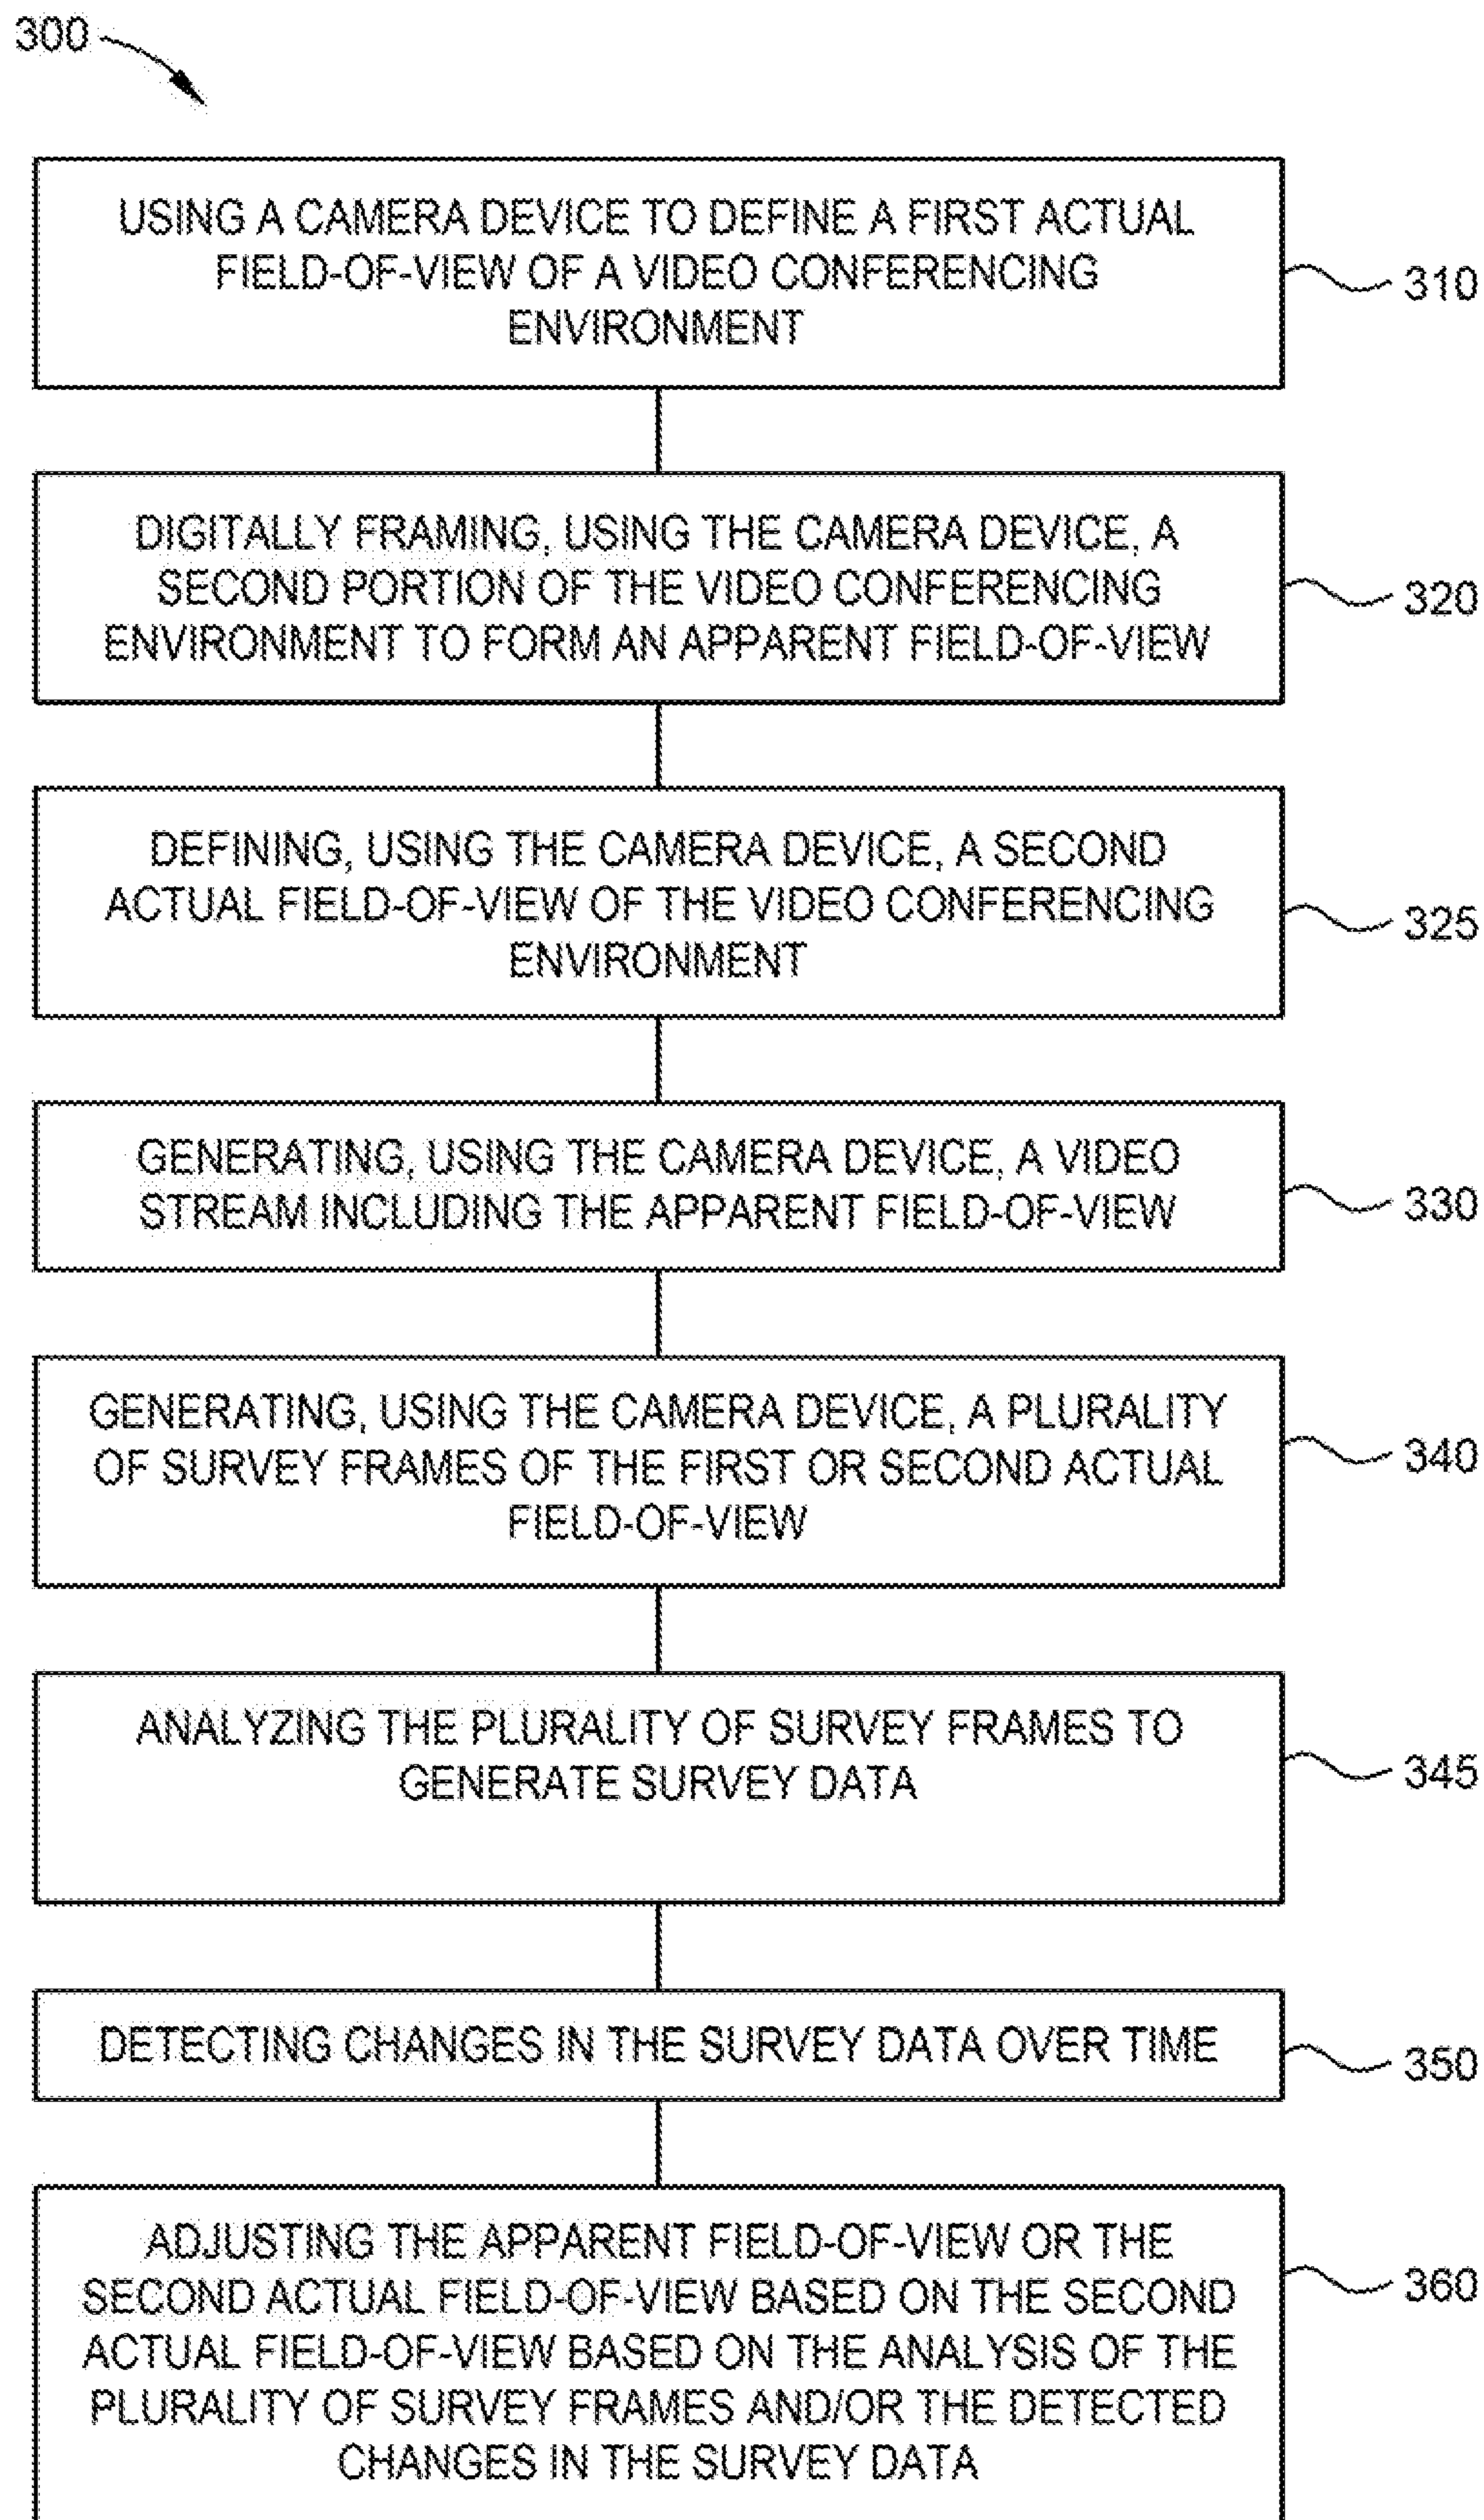 300
USING A CAMERA DEVICE TO DEFINE A FIRST ACTUAL
FIELD-OF-VIEW OF A VIDEO CONFERENCING
ENVIRONMENT
310
DIGITALLY FRAMING, USING THE CAMERA DEVICE, A
SECOND PORTION OF THE VIDEO CONFERENCING
ENVIRONMENT TO FORM AN APPARENT FIELD-OF-VIEW
320
DEFINING, USING THE CAMERA DEVICE, A SECOND
ACTUAL FIELD-OF-VIEW OF THE VIDEO CONFERENCING
ENVIRONMENT
325
GENERATING, USING THE CAMERA DEVICE, A VIDEO
STREAM INCLUDING THE APPARENT FIELD-OF-VIEW
330
GENERATING, USING THE CAMERA DEVICE, A PLURALITY
OF SURVEY FRAMES OF THE FIRST OR SECOND ACTUAL
FIELD-OF-VIEW
340
ANALYZING THE PLURALITY OF SURVEY FRAMES TO
GENERATE SURVEY DATA
345
DETECTING CHANGES IN THE SURVEY DATA OVER TIME
350
ADJUSTING THE APPARENT FIELD-OF-VIEW OR THE
SECOND ACTUAL FIELD-OF-VIEW BASED ON THE SECOND
ACTUAL FIELD-OF-VIEW BASED ON THE ANALYSIS OF THE
PLURALITY OF SURVEY FRAMES AND/OR THE DETECTED
CHANGES IN THE SURVEY DATA
360